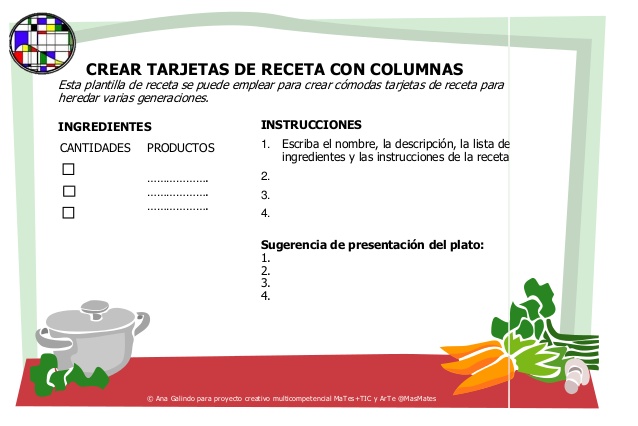 CREAR TARJETAS DE RECETA CON COLUMNAS
Esta plantilla de receta se puede emplear para crear cómodas tarjetas de receta para
heredar varias generaciones.
INGREDIENTES
CANTIDADES PRODUCTOS
...................
...................
...................
INSTRUCCIONES
1. Escriba el nombre, la descripción, la lista de
ingredientes y las instrucciones de la receta
2.
3.
4.
Sugerencia de presentación del plato:
1.
2.
3.
4.
© Ana Galindo para proyecto creativo multicompetencial MaTes+TIC y ArTe @MasMates